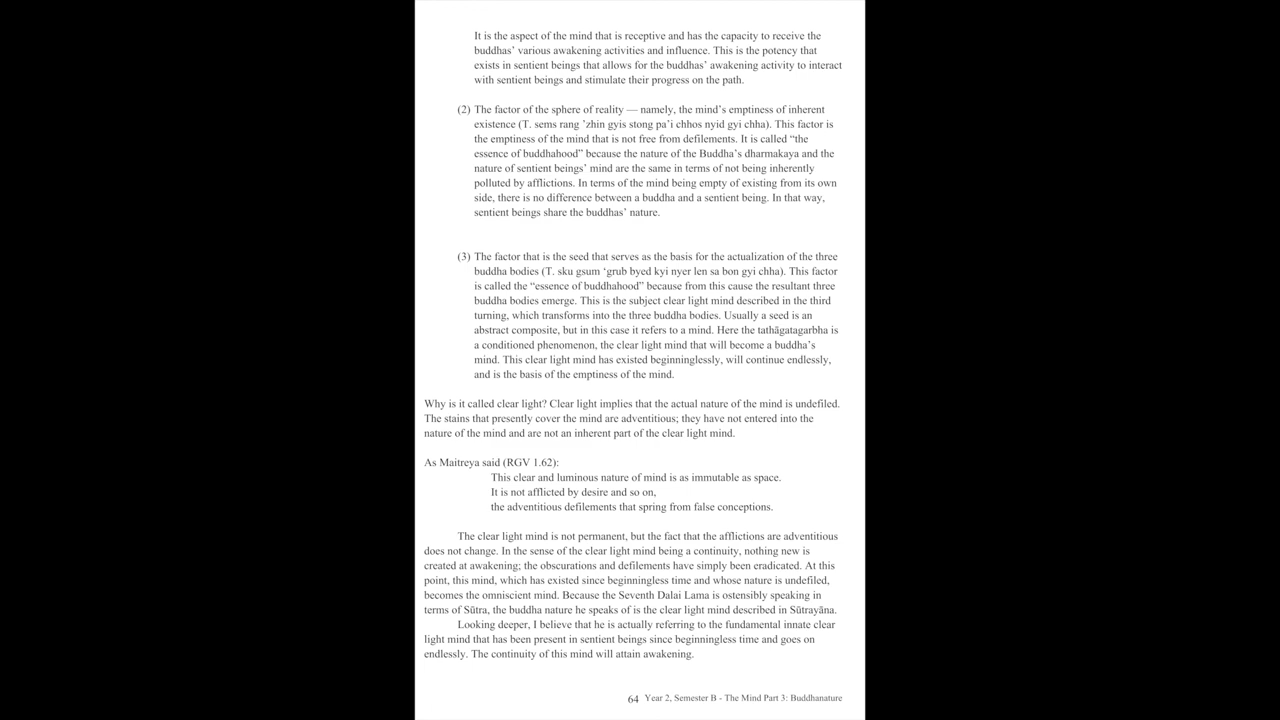 It is the aspect of the mind that is receptive and has the capacity to receive the
buddhas’ various awakening activities and influence. This is the potency that
exists in sentient beings that allows for the buddhas’ awakening activity to interact
with sentient beings and stimulate their progress on the path.
(2) The factor of the sphere of reality — namely, the mind’s emptiness of inherent
existence (T. sems rang ’zhin gyis stong pa’i chhos nyid gyi chha). This factor is
the emptiness of the mind that is not free from defilements. It is called “the
essence of buddhahood” because the nature of the Buddha’s dharmakaya and the
nature of sentient beings’ mind are the same in terms of not being inherently
polluted by afflictions. In terms of the mind being empty of existing from its own
side, there is no difference between a buddha and a sentient being. In that way,
sentient beings share the buddhas’ nature.
(3) The factor that is the seed that serves as the basis for the actualization of the three
buddha bodies (T. sku gsum ‘grub byed kyi nyer len sa bon gyi chha). This factor
is called the “essence of buddhahood” because from this cause the resultant three
buddha bodies emerge. This is the subject clear light mind described in the third
turning, which transforms into the three buddha bodies. Usually a seed is an
abstract composite, but in this case it refers to a mind. Here the tathāgatagarbha is
a conditioned phenomenon, the clear light mind that will become a buddha’s
mind. This clear light mind has existed beginninglessly, will continue endlessly,
and is the basis of the emptiness of the mind.
Why is it called clear light? Clear light implies that the actual nature of the mind is undefiled.
The stains that presently cover the mind are adventitious; they have not entered into the
nature of the mind and are not an inherent part of the clear light mind.
As Maitreya said (RGV 1.62):
This clear and luminous nature of mind is as immutable as space.
It is not afflicted by desire and so on,
the adventitious defilements that spring from false conceptions.
The clear light mind is not permanent, but the fact that the afflictions are adventitious
does not change. In the sense of the clear light mind being a continuity, nothing new is
created at awakening; the obscurations and defilements have simply been eradicated. At this
point, this mind, which has existed since beginningless time and whose nature is undefiled,
becomes the omniscient mind. Because the Seventh Dalai Lama is ostensibly speaking in
terms of Sūtra, the buddha nature he speaks of is the clear light mind described in Sūtrayāna.
Looking deeper, I believe that he is actually referring to the fundamental innate clear
light mind that has been present in sentient beings since beginningless time and goes on
endlessly. The continuity of this mind will attain awakening.
64 Year 2, Semester B - The Mind Part 3: Buddhanature